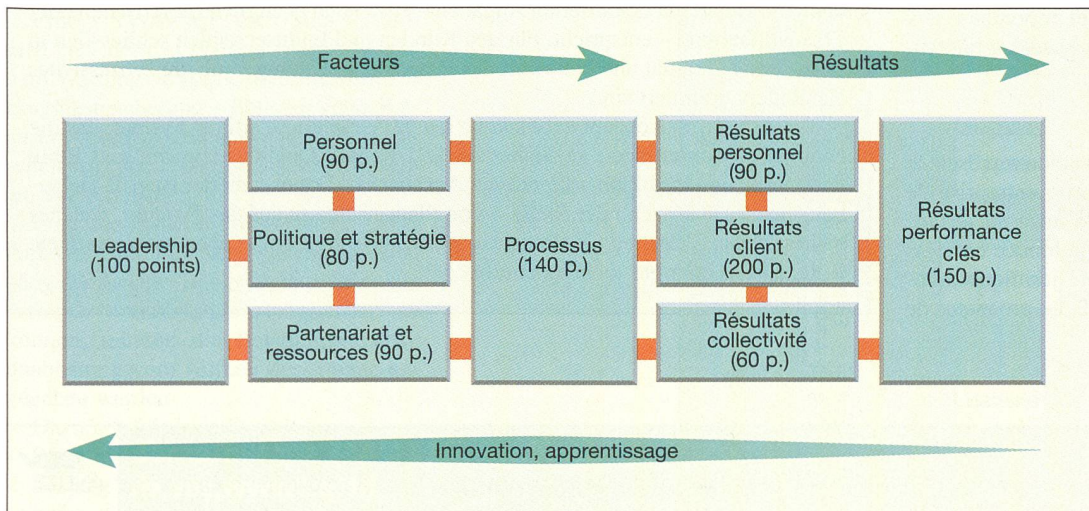 Facteurs
Résultats
Leadership
(100 points)
Personnel
(90 p.)
Politique et stratégie
(80 p.)
Partenariat et
ressources (90 p.)
Processus
(140 p.)
Résultats
personnel
(90 p.)
Résultats
client
(200 p.)
Résultats
collectivité
(60 p.)
Résultats
performance
clés
(150 p.)
Innovation, apprentissage